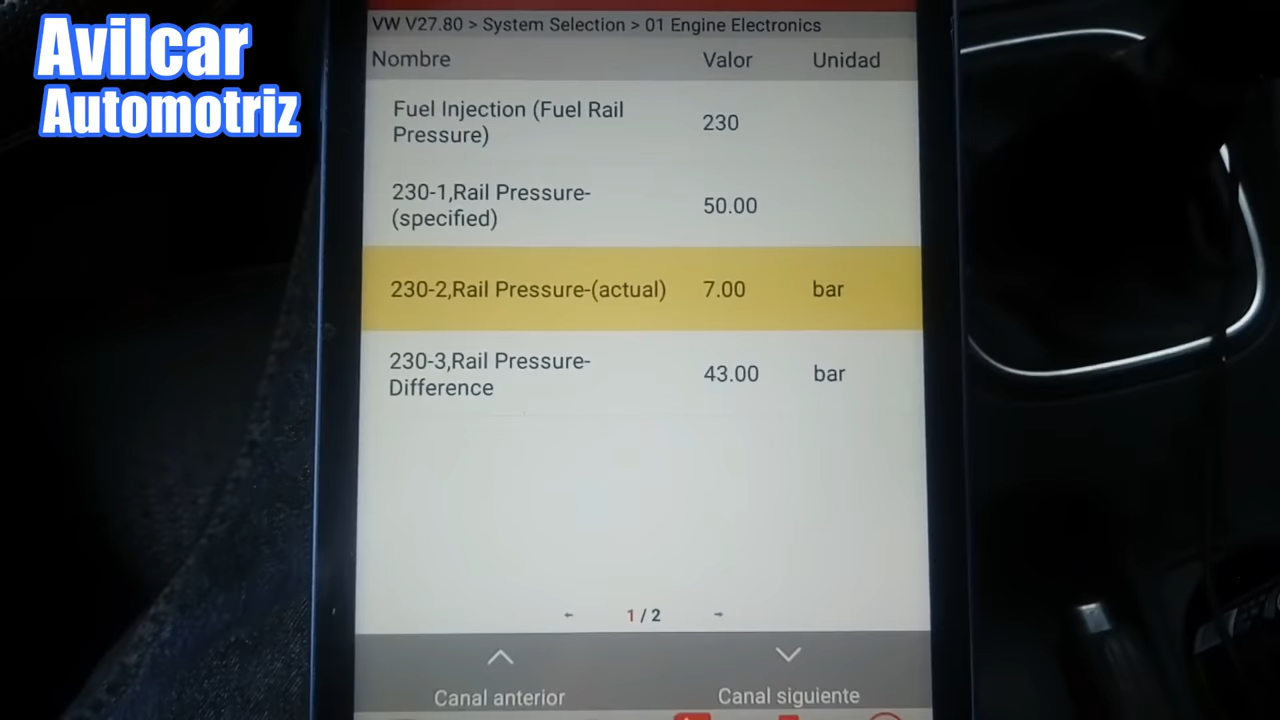 Avilcar
Automotriz
VW V27.80 > System Selection > 01 Engine Electronics
Nombre Valor Unidad
Fuel Injection (Fuel Rail
Pressure) 230
230-1,Rail Pressure-
(specified) 50.00
230-2,Rail Pressure-(actual) 7.00 bar
230-3,Rail Pressure-
Difference 43.00 bar
1 / 2
Canal anterior Canal siguiente